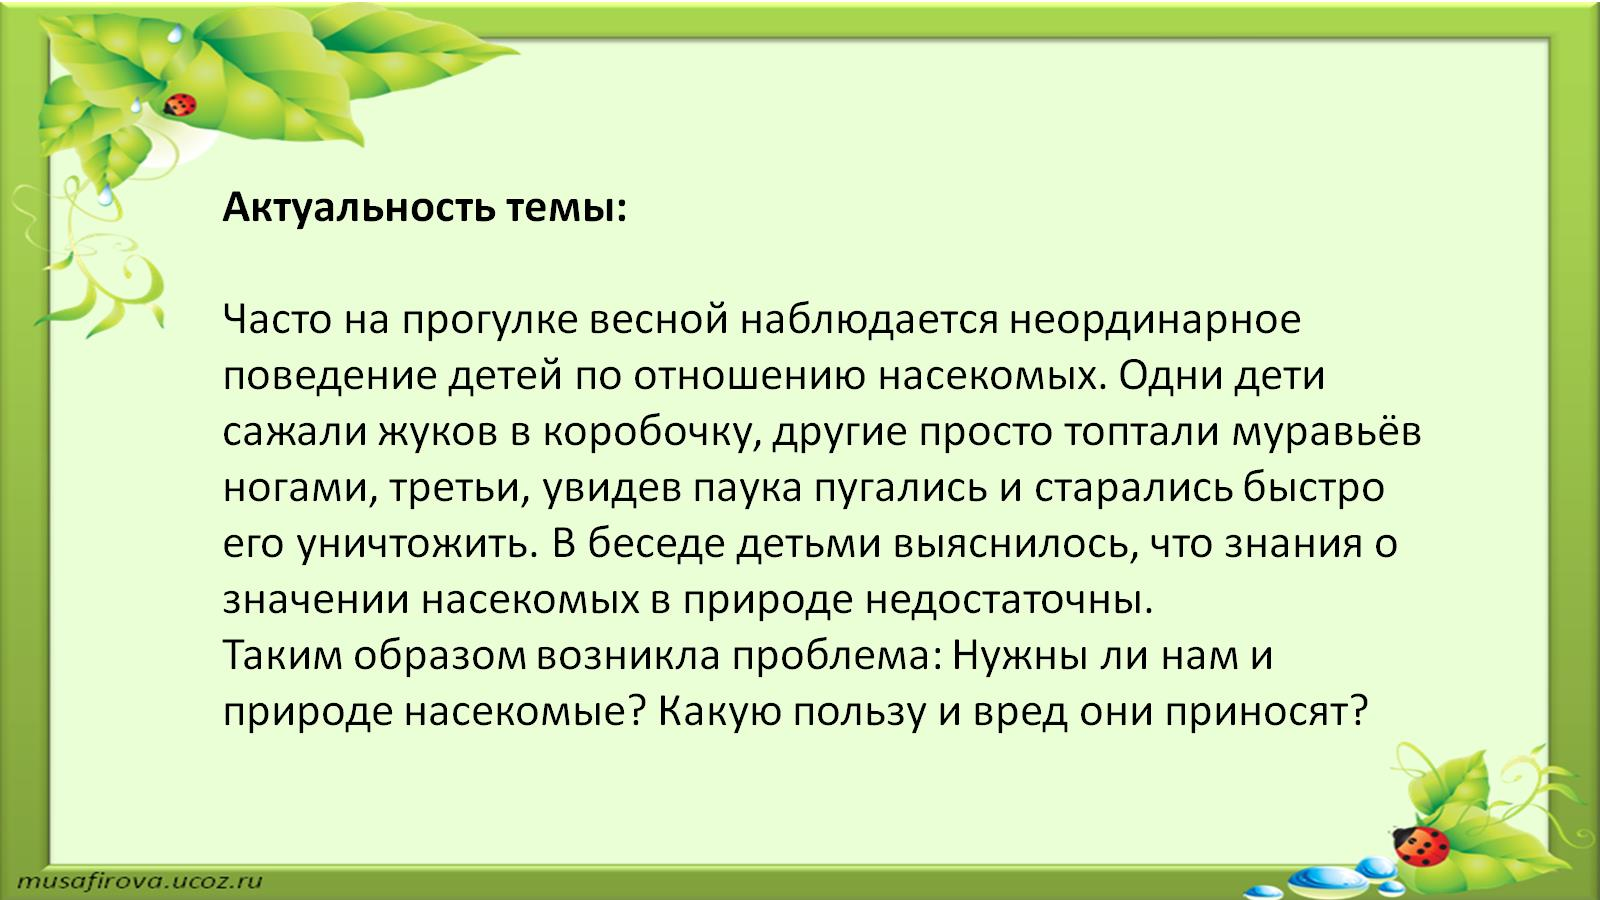 Актуальность темы:
Часто на прогулке весной наблюдается неординарное
поведение детей по отношению насекомых. Одни дети
сажали жуков в коробочку, другие просто топтали муравьёв
ногами, третьи, увидев паука пугались и старались быстро
его уничтожить. В беседе детьми выяснилось, что знания о
значении насекомых в природе недостаточны.
Таким образом возникла проблема: Нужны ли нам и
природе насекомые? Какую пользу и вред они приносят?
musafirova.ucoz.ru